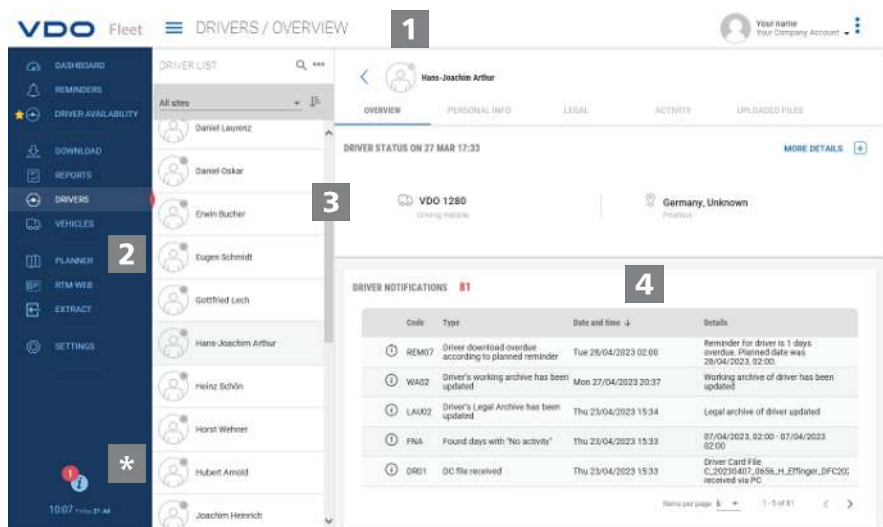 VDO Fleet
DRIVERS / OVERVIEW
1
Your name
Your Company Account
DASHBOARD
REMINDERS
DRIVER AVAILABILITY
DOWNLOAD
REPORTS
DRIVERS
VEHICLES
2
PLANNER
RTM-WEB
EXTRACT
SETTINGS
*
1
i
10:07 Friday 21 Jul
DRIVER LIST
All sites
Daniel Laurenz
Daniel Oskar
Erwin Bucher
Eugen Schmidt
Gottfried Lech
Hans-Joachim Arthur
Heinz Schön
Horst Wehner
Hubert Arnold
Joachim Heinrich
3
Hans-Joachim Arthur
OVERVIEW PERSONAL INFO LEGAL ACTIVITY UPLOADED FILES
DRIVER STATUS ON 27 MAR 17:33 MORE DETAILS +
VDO 1280
Driving Vehicle
Germany, Unknown
Position
4
DRIVER NOTIFICATIONS 81
Code Type Date and time ↓ Details
REM07 Driver download overdue according to planned reminder Tue 28/04/2023 02:00 Reminder for driver is 1 days overdue. Planned date was 28/04/2023, 02:00.
WA02 Driver's working archive has been updated Mon 27/04/2023 20:37 Working archive of driver has been updated
LAU02 Driver's Legal Archive has been updated Thu 23/04/2023 15:34 Legal archive of driver updated
FNA Found days with "No activity" Thu 23/04/2023 15:33 07/04/2023, 02:00 - 07/04/2023 02:00
DR01 DC file received Thu 23/04/2023 15:33 Driver Card File C_20230407_0656_H_Effinger_DFC202 received via PC
Items per page 5 1 - 5 of 81